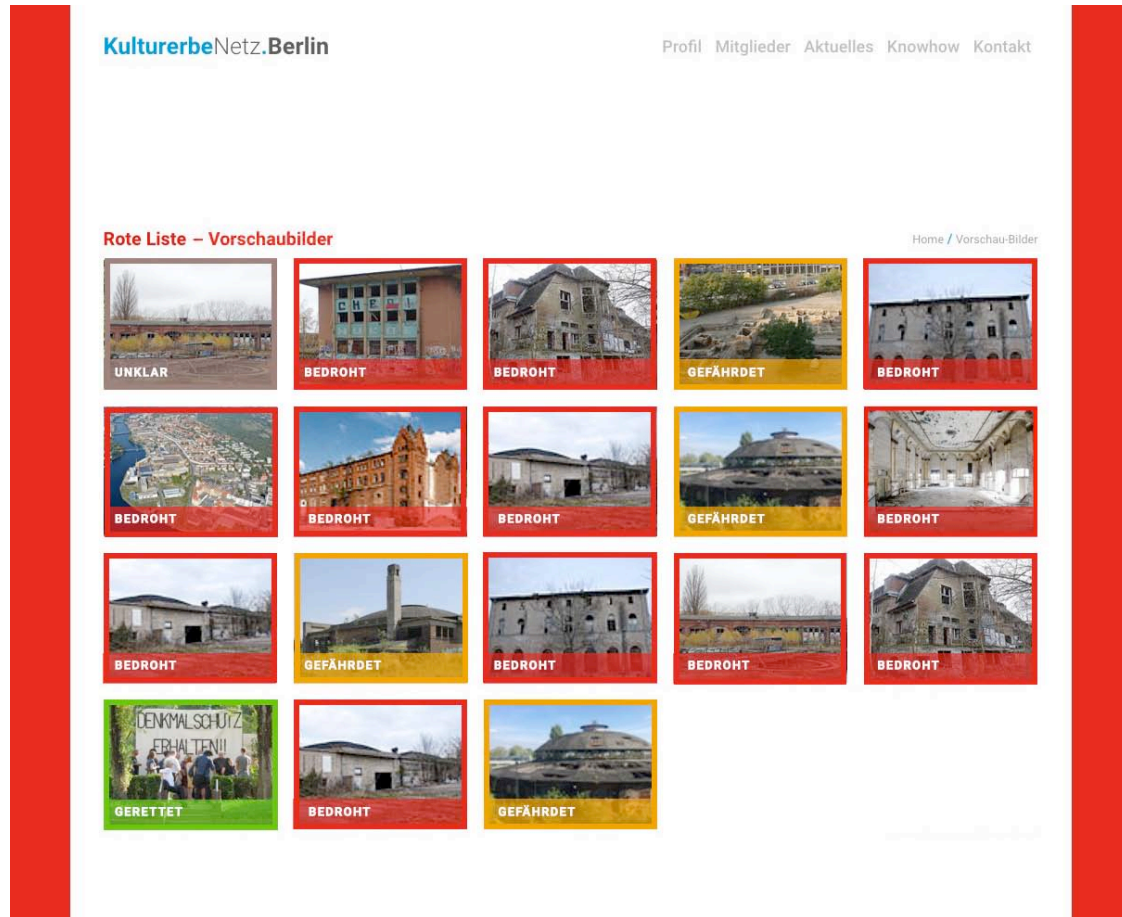 KulturerbeNetz.Berlin
Profil Mitglieder Aktuelles Knowhow Kontakt
Rote Liste – Vorschaubilder
Home / Vorschau-Bilder
CHERI
UNKLAR
BEDROHT
BEDROHT
GEFÄHRDET
BEDROHT
BEDROHT
BEDROHT
BEDROHT
GEFÄHRDET
BEDROHT
BEDROHT
GEFÄHRDET
BEDROHT
BEDROHT
BEDROHT
DENKMALSCHUTZ
ERHALTEN!!
GERETTET
BEDROHT
GEFÄHRDET